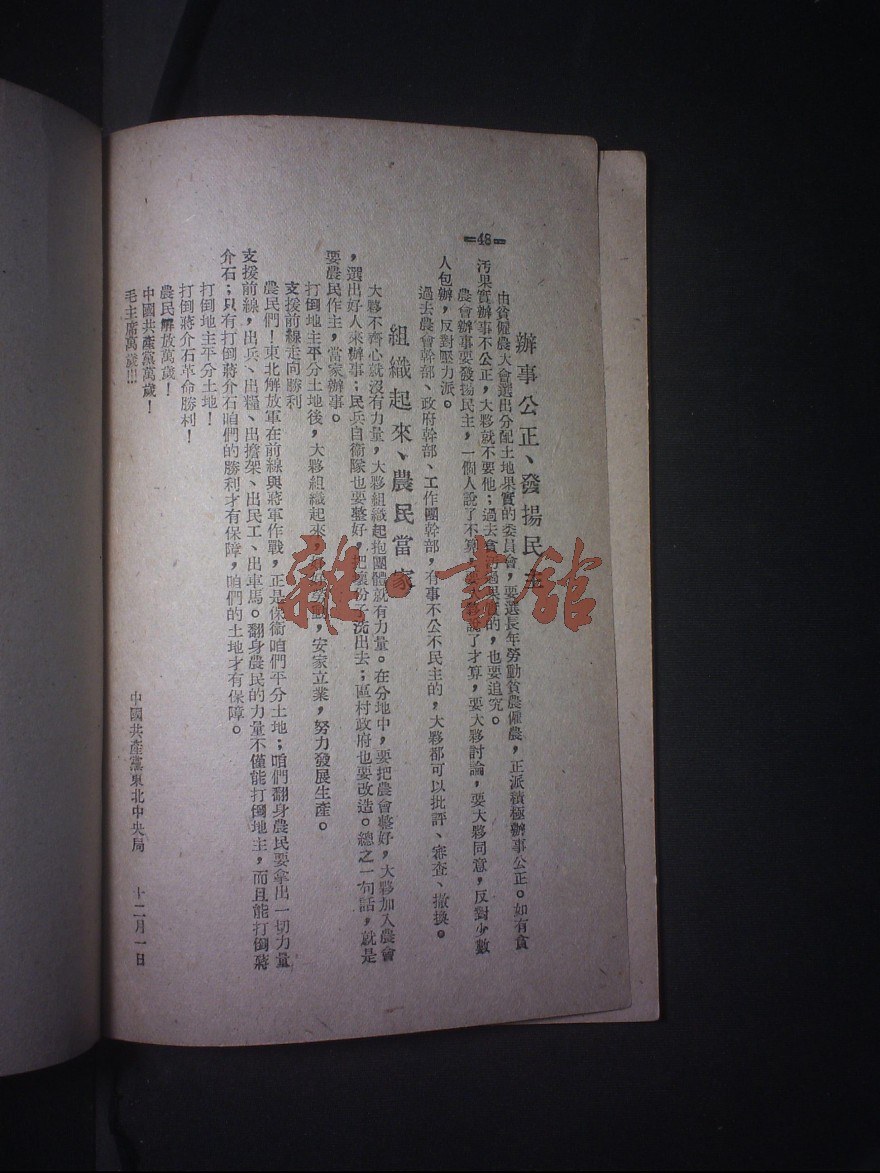 =48=
辦事公正、發揚民主
由貧僱農大會選出分配土地果實的委員會，要選長年勞動貧農僱農，正派積極辦事公正。如有貪
汚果實辦事不公正，大夥就不要他；過去貪汚過果實的，也要追究。
農會辦事要發揚民主，一個人說了不算，要大夥說了才算，要大夥討論，要大夥同意，反對少數
人包辦，反對壓力派。
過去農會幹部、政府幹部、工作團幹部，有事不公不民主的，大夥都可以批評、審查、撤換。
組織起來、農民當家
大夥不齊心就沒有力量，大夥組織起抱團體就有力量。在分地中，要把農會整好，大夥加入農會
，選出好人來辦事；民兵自衞隊也要整好，把壞份子洗出去；區村政府也要改造。總之一句話，就是
要農民作主，當家辦事。
打倒地主平分土地後，大夥組織起來，好好勞動，安家立業，努力發展生產。
支援前線走向勝利
農民們！東北解放軍在前線與蔣軍作戰，正是保衞咱們平分土地；咱們翻身農民要拿出一切力量
支援前線，出兵、出糧、出擔架、出民工、出車馬。翻身農民的力量不僅能打倒地主，而且能打倒蔣
介石；只有打倒蔣介石咱們的勝利才有保障，咱們的土地才有保障。
打倒地主平分土地！
打倒蔣介石革命勝利！
農民解放萬歲！
中國共產黨萬歲！
毛主席萬歲!!!
中國共產黨東北中央局　十二月一日
雜·書館